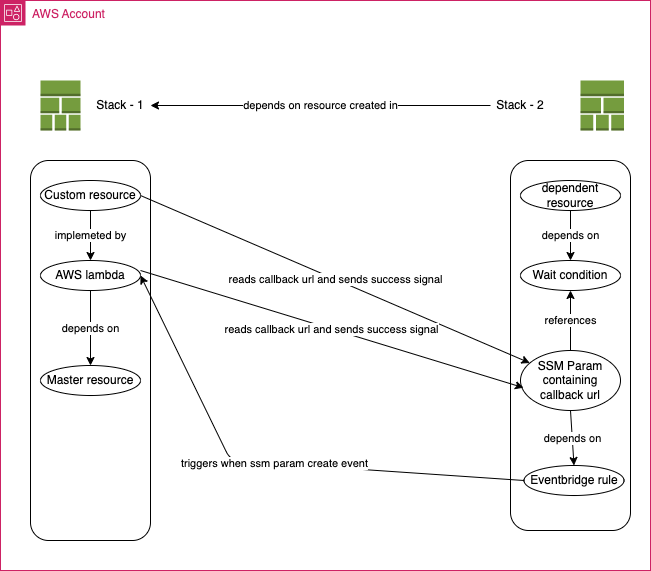 AWS Account
Stack - 1
depends on resource created in
Stack - 2
Custom resource
implemeted by
AWS lambda
depends on
Master resource
reads callback url and sends success signal
reads callback url and sends success signal
triggers when ssm param create event
dependent
resource
depends on
Wait condition
references
SSM Param
containing
callback url
depends on
Eventbridge rule